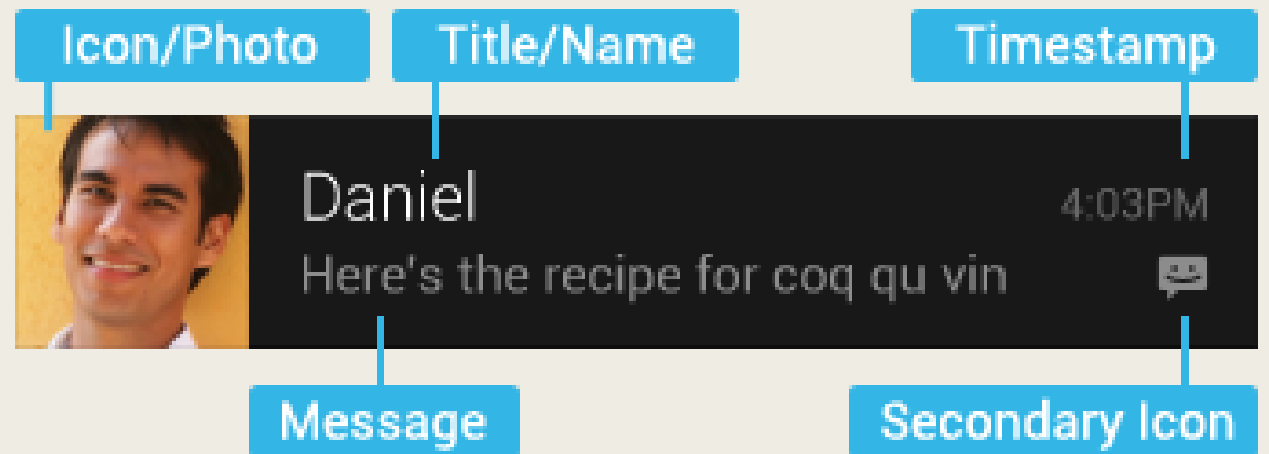 Icon/Photo
Title/Name
Timestamp
Daniel
4:03PM
Here's the recipe for coq qu vin
Message
Secondary Icon